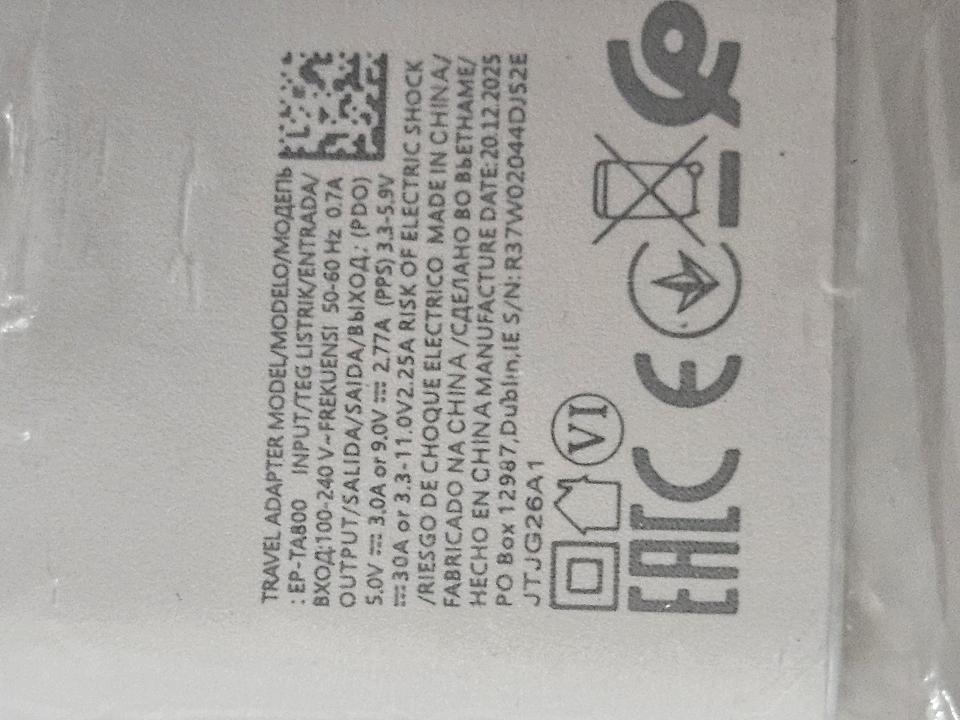 TRAVEL ADAPTER MODEL/MODELO/МОДЕЛЬ
: EP-TA800 INPUT/TEG LISTRIK/ENTRADA/
ВХОД:100-240 V~FREKUENSI 50-60 Hz 0.7A
OUTPUT/SALIDA/SAIDA/ВЫХОД: (PDO)
5.0V ⎓ 3.0A or 9.0V ⎓ 2.77A (PPS) 3.3-5.9V
⎓30A or 3.3-11.0V2.25A RISK OF ELECTRIC SHOCK
/RIESGO DE CHOQUE ELECTRICO MADE IN CHINA/
FABRICADO NA CHINA /СДЕЛАНО ВО ВЬЕТНАМЕ/
HECHO EN CHINA MANUFACTURE DATE:20.12.2025
PO Box 12987,Dublin,IE S/N:R37W02044DJS2E
JTJG26A1
VI
EAC CE